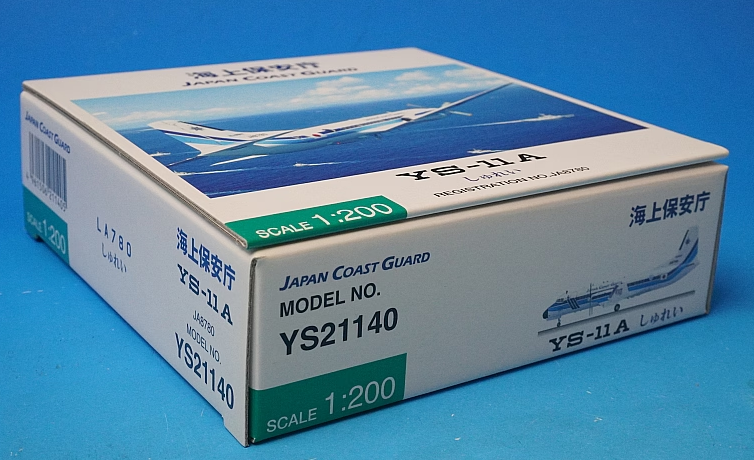 海上保安庁
JAPAN COAST GUARD
YS-11A
しゅれい
REGISTRATION NO.JA8780
SCALE 1:200
JAPAN COAST GUARD
SCALE 1:200
LA780
しゅれい
海上保安庁
YS-11A
JA8780
MODEL NO.
YS21140
JAPAN COAST GUARD
MODEL NO.
YS21140
SCALE 1:200
海上保安庁
YS-11A しゅれい